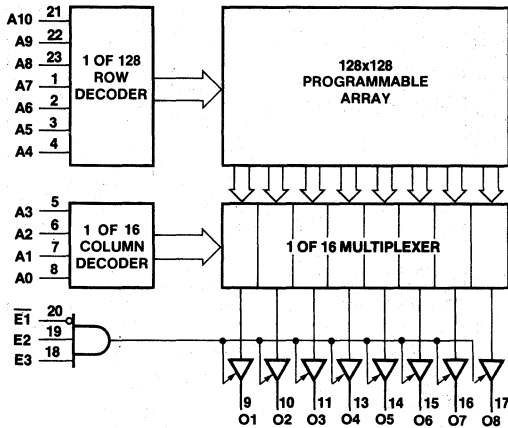 A10 21
A9 22
A8 23
A7 1
A6 2
A5 3
A4 4
1 OF 128
ROW
DECODER
128x128
PROGRAMMABLE
ARRAY
A3 5
A2 6
A1 7
A0 8
1 OF 16
COLUMN
DECODER
1 OF 16 MULTIPLEXER
E1 20
E2 19
E3 18
9 10 11 13 14 15 16 17
O1 O2 O3 O4 O5 O6 O7 O8